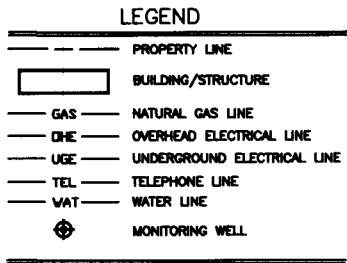 LEGEND
PROPERTY LINE
BUILDING/STRUCTURE
GAS NATURAL GAS LINE
OHE OVERHEAD ELECTRICAL LINE
UGE UNDERGROUND ELECTRICAL LINE
TEL TELEPHONE LINE
WAT WATER LINE
MONITORING WELL